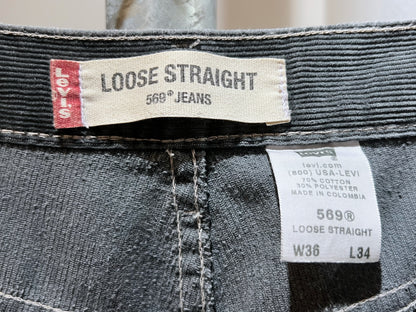 Levi's
LOOSE STRAIGHT
569® JEANS
levi.com
(800) USA-LEVI
70% COTTON
30% POLYESTER
MADE IN COLOMBIA
569®
LOOSE STRAIGHT
W36 L34